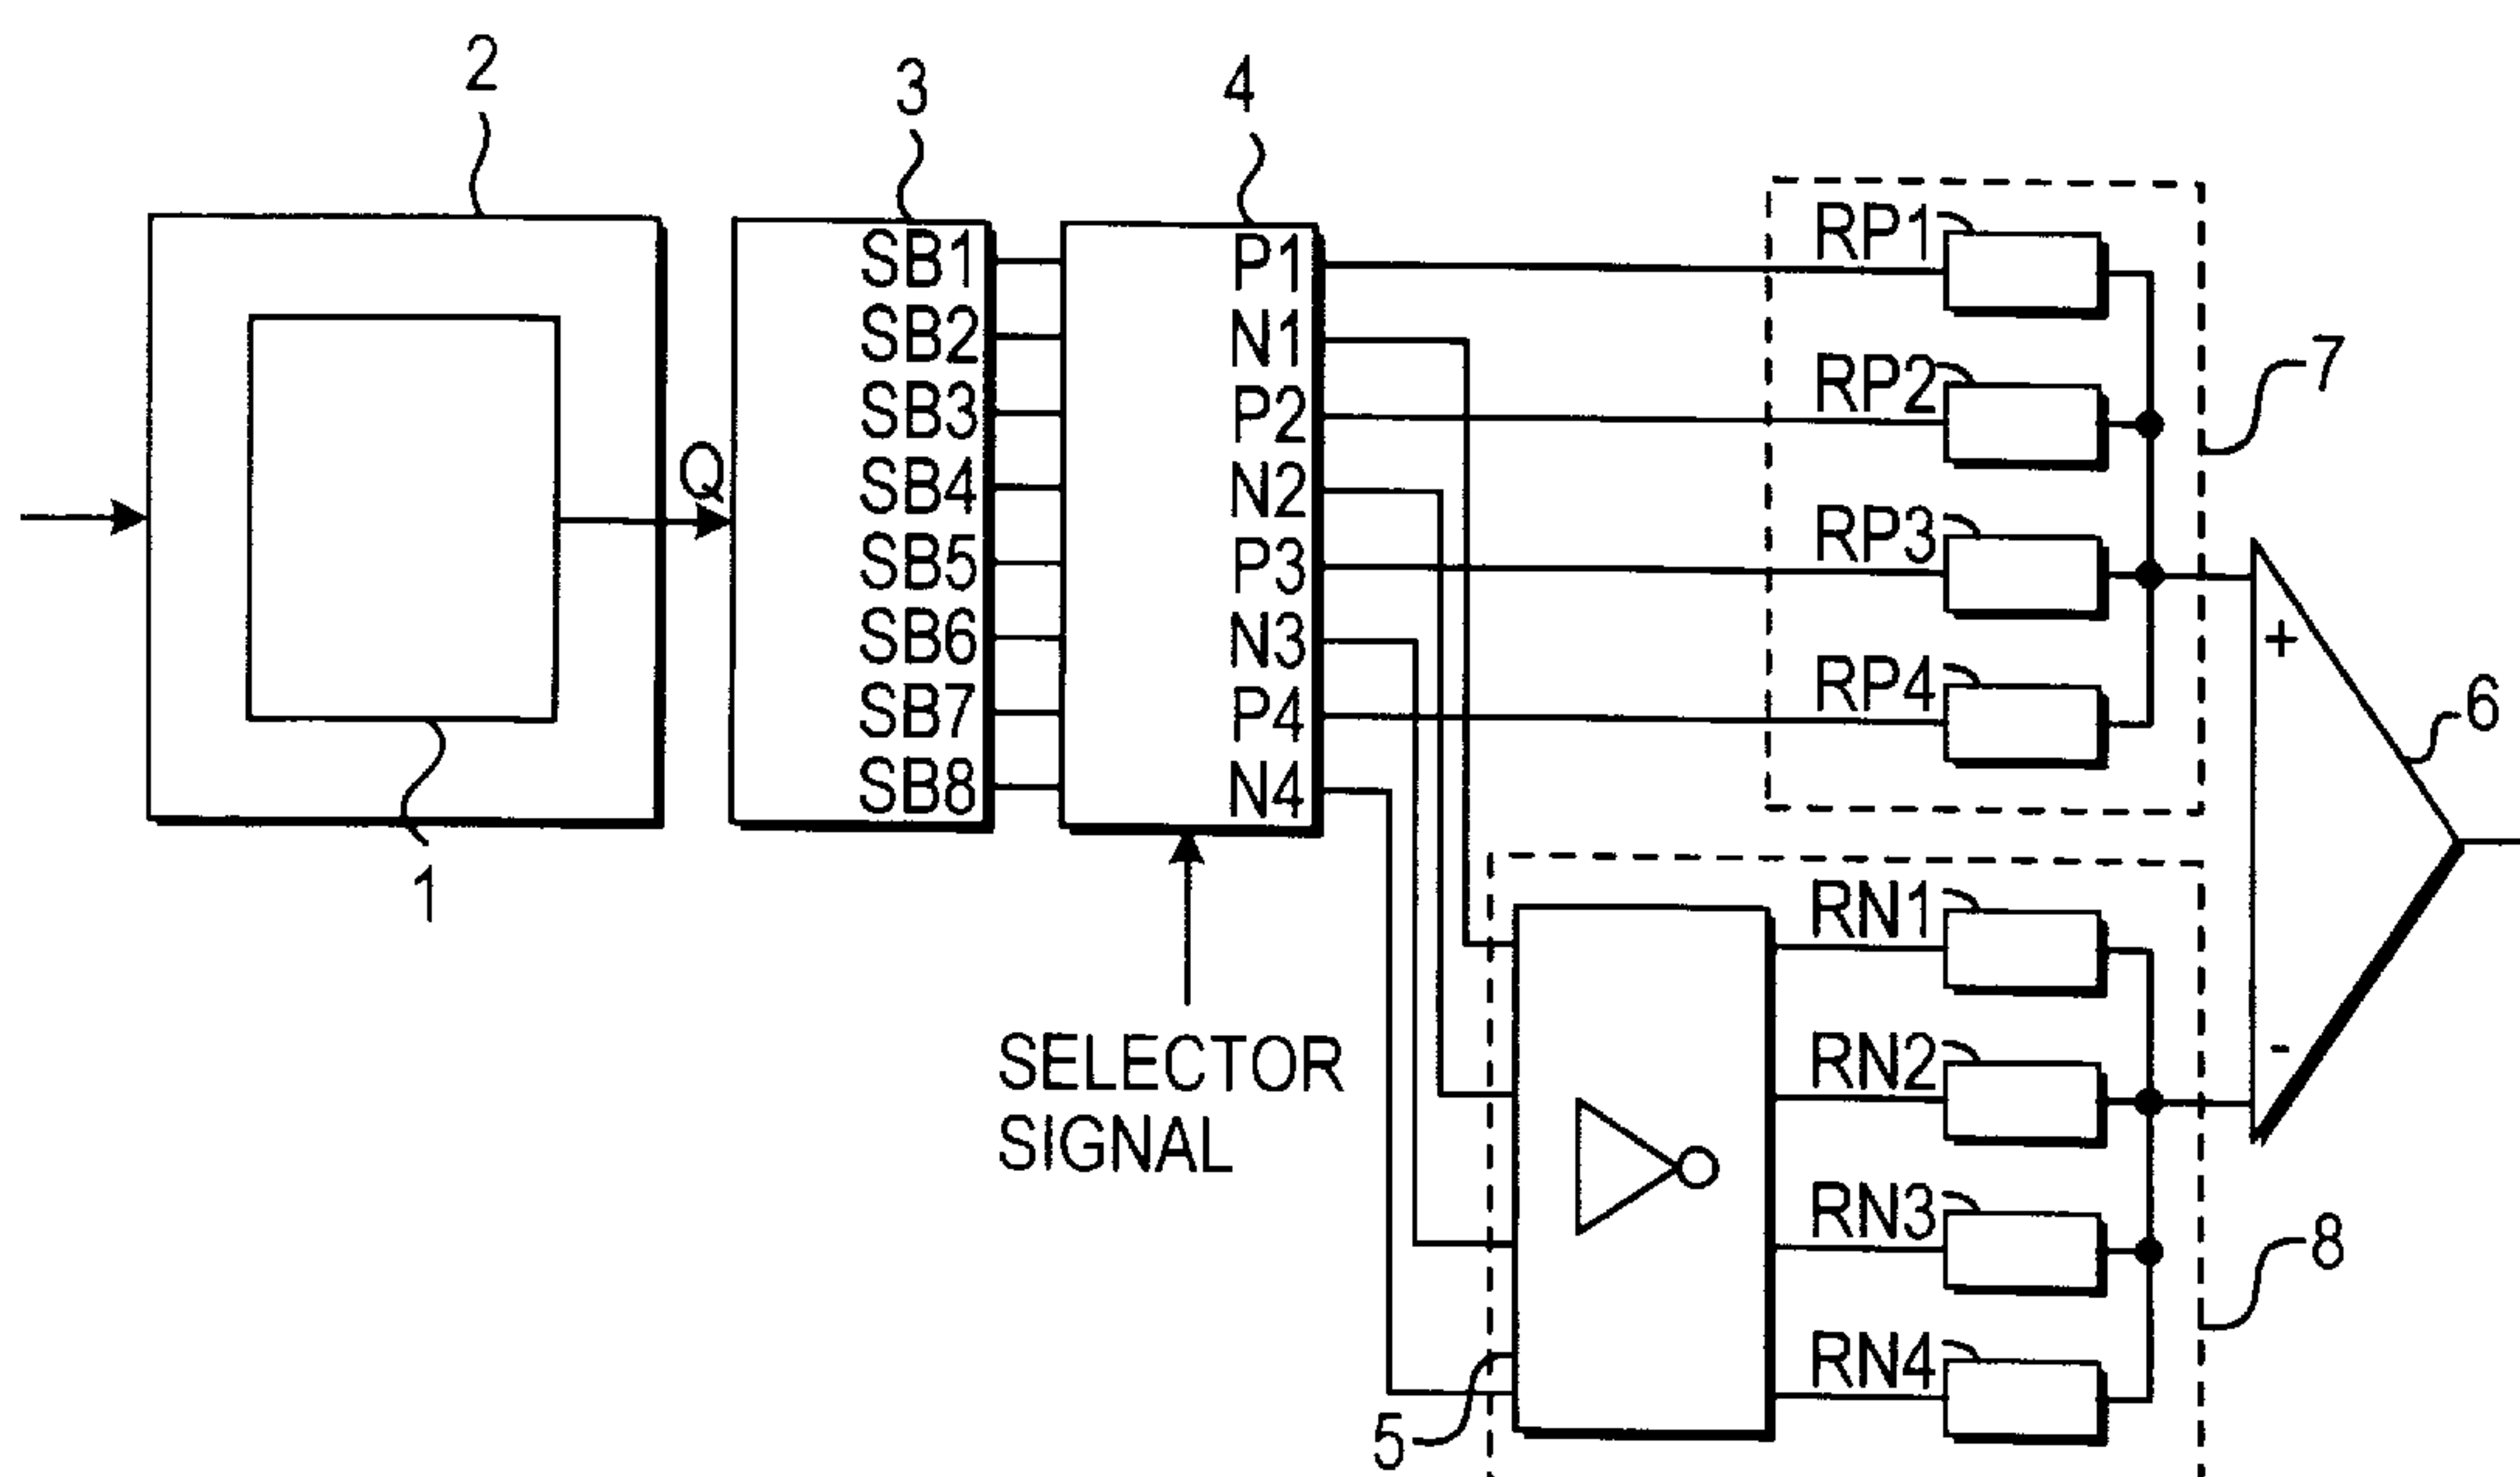 2
3
4
SB1
SB2
SB3
SB4
SB5
SB6
SB7
SB8
P1
N1
P2
N2
P3
N3
P4
N4
Q
1
SELECTOR
SIGNAL
RP1
RP2
RP3
RP4
7
+
-
6
RN1
RN2
RN3
RN4
8
5